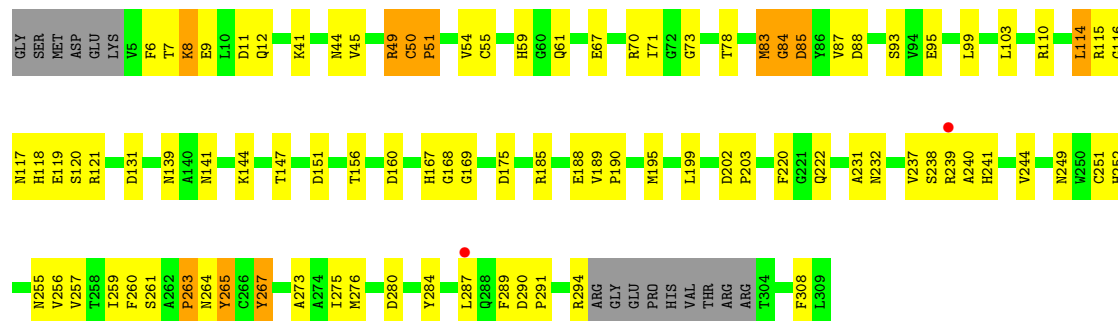 GLY SER MET ASP GLU LYS V5 F6 T7 K8 E9 L10 D11 Q12 K41 N44 V45 R49 C50 P51 V54 C55 H59 G60 Q61 E67 R70 I71 G72 G73 T78 M83 G84 D85 Y86 V87 D88 S93 V94 E95 L99 L103 R110 L114 R115 G116
N117 H118 E119 S120 R121 D131 N139 A140 N141 K144 T147 D151 T156 D160 H167 G168 G169 D175 R185 E188 V189 P190 M195 L199 D202 P203 F220 G221 Q222 A231 N232 V237 S238 R239 A240 H241 V244 N249 W250 C251 H252
N255 V256 V257 T258 I259 F260 S261 A262 P263 N264 Y265 C266 Y267 A273 A274 I275 M276 D280 Y284 L287 Q288 F289 D290 P291 R294 ARG GLY GLU PRO HIS VAL THR ARG ARG T304 F308 L309